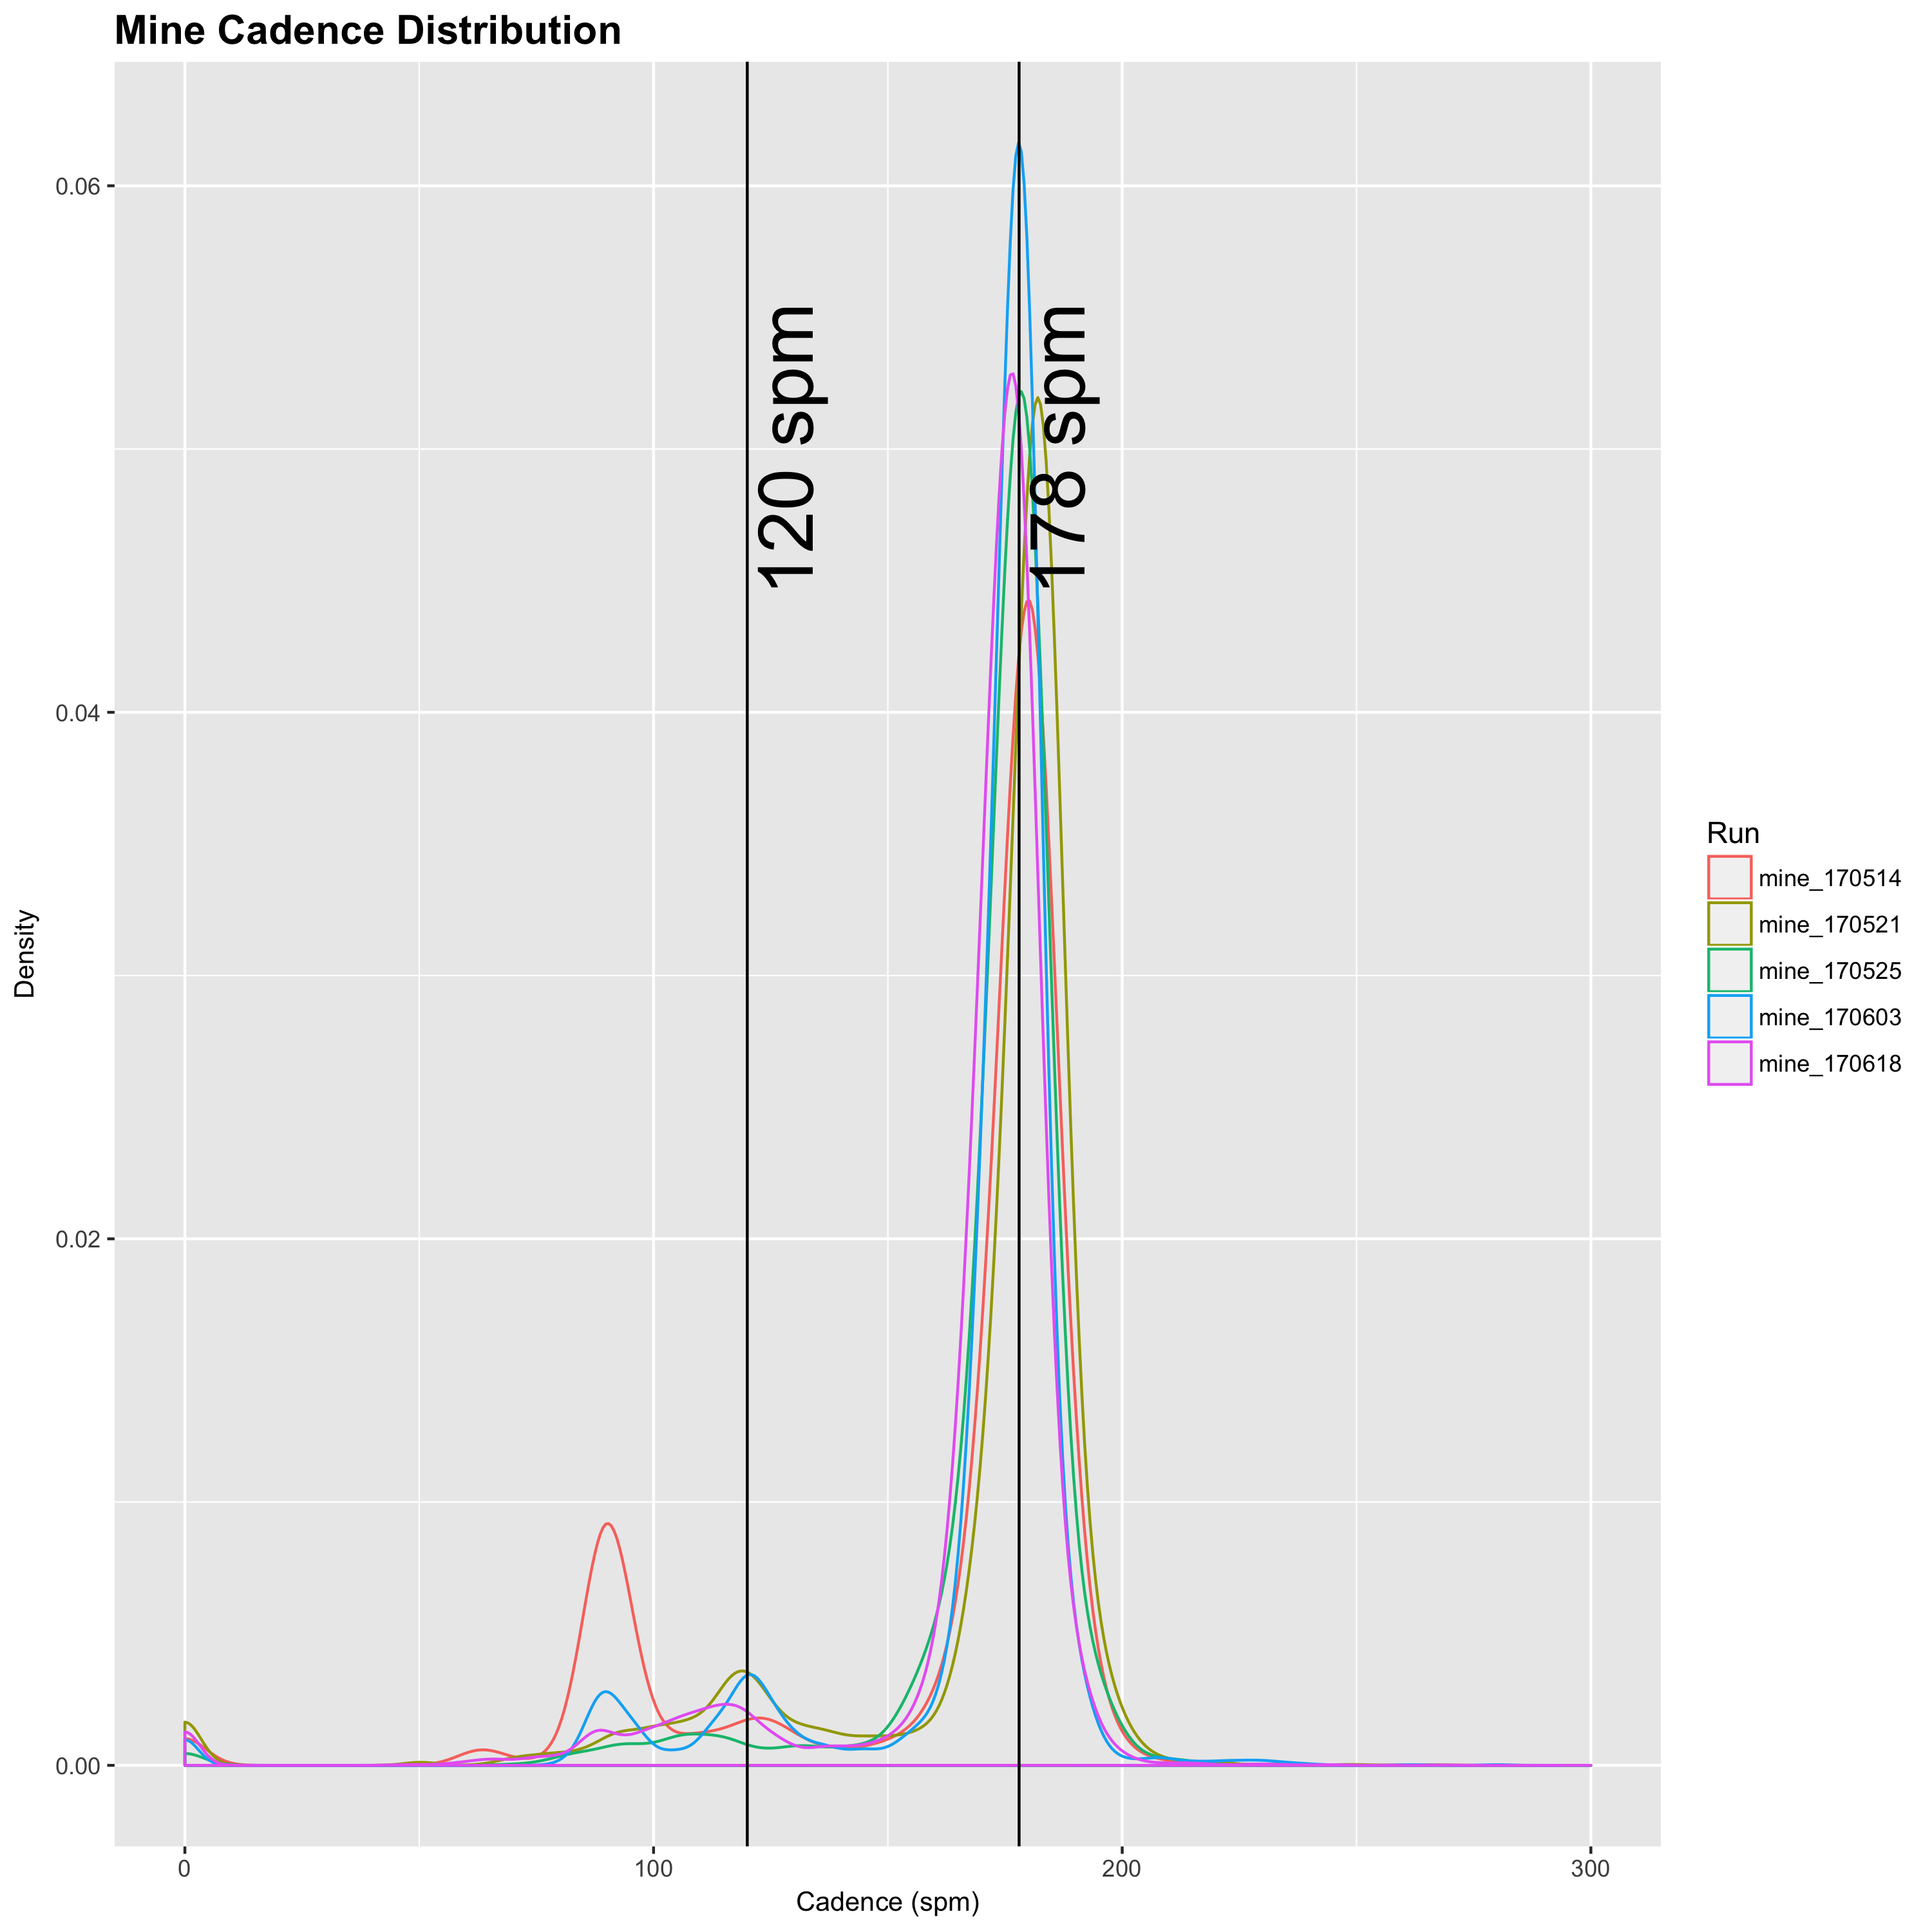 Mine Cadence Distribution
0.06
0.04
0.02
0.00
Density
120 spm
178 spm
0
100
200
300
Cadence (spm)
Run
mine_170514
mine_170521
mine_170525
mine_170603
mine_170618